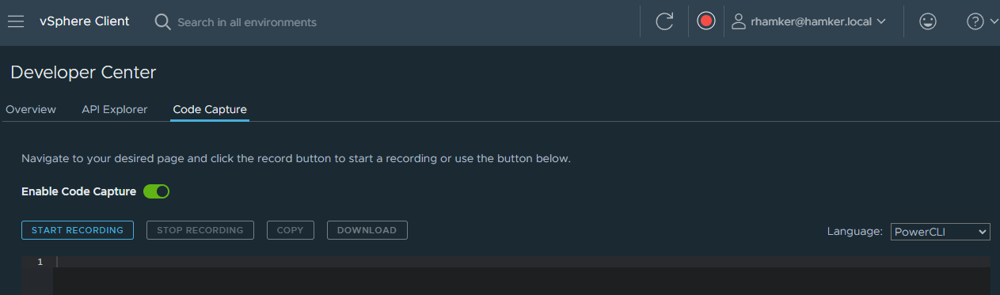 vSphere Client Search in all environments rhamker@hamker.local
Developer Center
Overview API Explorer Code Capture
Navigate to your desired page and click the record button to start a recording or use the button below.
Enable Code Capture
START RECORDING STOP RECORDING COPY DOWNLOAD Language: PowerCLI
1